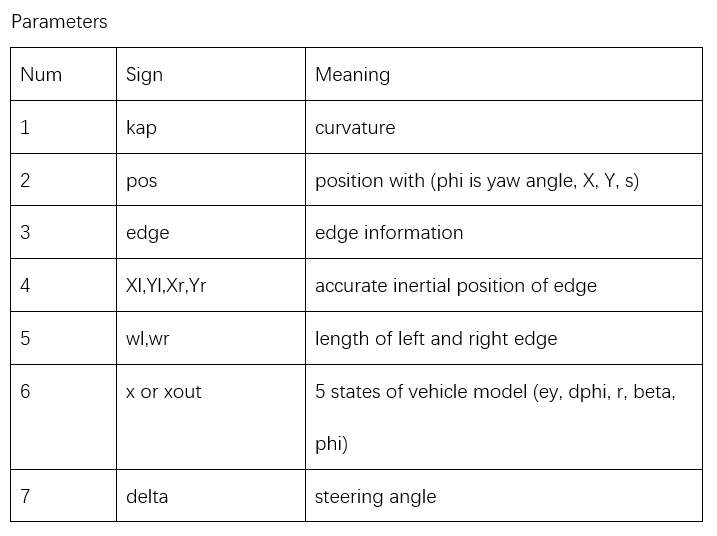 Parameters
Num Sign Meaning
1 kap curvature
2 pos position with (phi is yaw angle, X, Y, s)
3 edge edge information
4 Xl,Yl,Xr,Yr accurate inertial position of edge
5 wl,wr length of left and right edge
6 x or xout 5 states of vehicle model (ey, dphi, r, beta,
phi)
7 delta steering angle